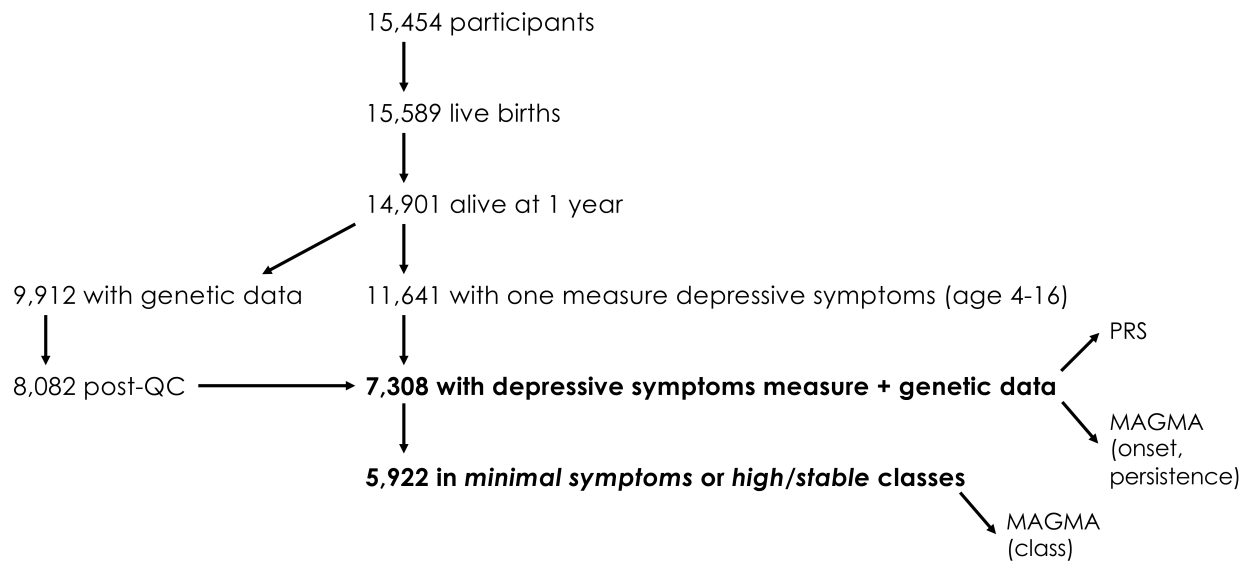 15,454 participants
15,589 live births
14,901 alive at 1 year
9,912 with genetic data
11,641 with one measure depressive symptoms (age 4-16)
PRS
8,082 post-QC
7,308 with depressive symptoms measure + genetic data
MAGMA
(onset,
persistence)
5,922 in minimal symptoms or high/stable classes
MAGMA
(class)